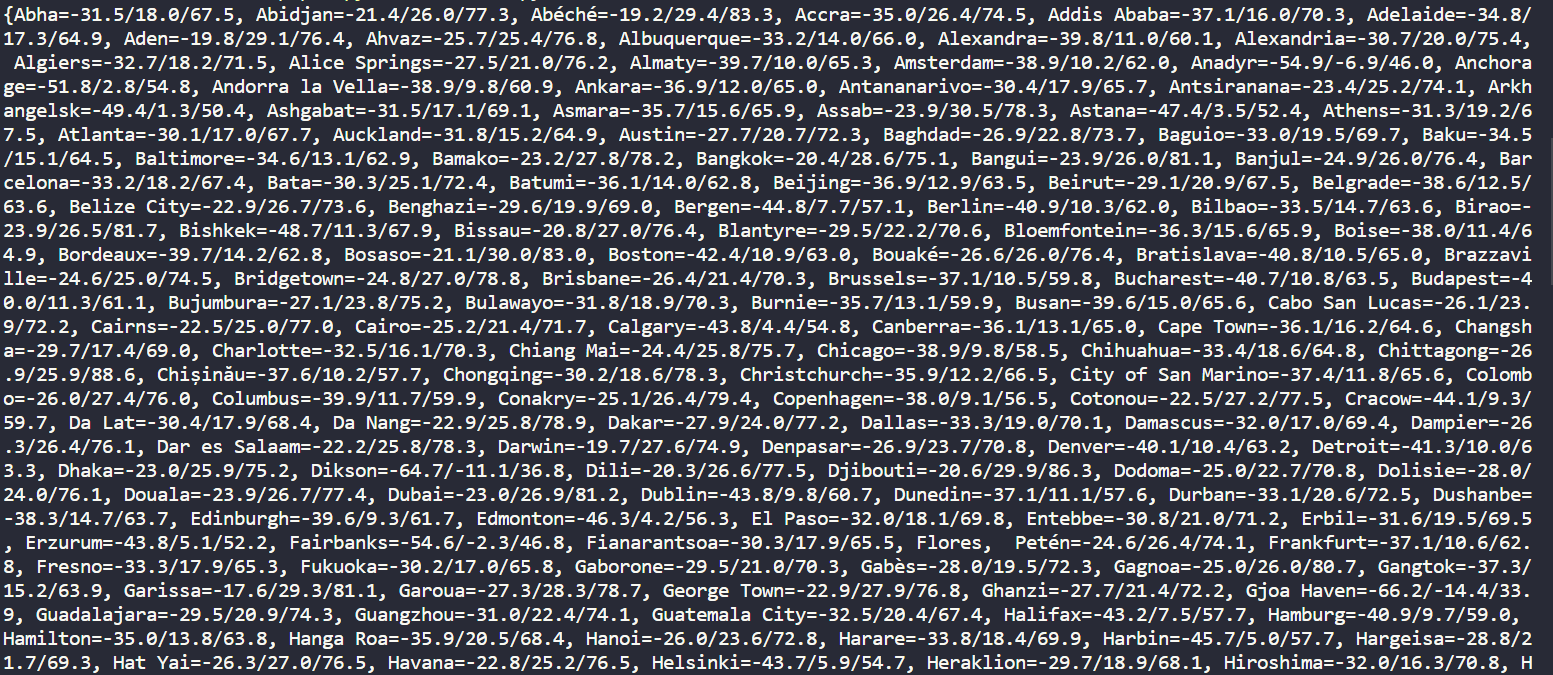 {Abha=-31.5/18.0/67.5, Abidjan=-21.4/26.0/77.3, Abéché=-19.2/29.4/83.3, Accra=-35.0/26.4/74.5, Addis Ababa=-37.1/16.0/70.3, Adelaide=-34.8/
17.3/64.9, Aden=-19.8/29.1/76.4, Ahvaz=-25.7/25.4/76.8, Albuquerque=-33.2/14.0/66.0, Alexandra=-39.8/11.0/60.1, Alexandria=-30.7/20.0/75.4,
 Algiers=-32.7/18.2/71.5, Alice Springs=-27.5/21.0/76.2, Almaty=-39.7/10.0/65.3, Amsterdam=-38.9/10.2/62.0, Anadyr=-54.9/-6.9/46.0, Anchora
ge=-51.8/2.8/54.8, Andorra la Vella=-38.9/9.8/60.9, Ankara=-36.9/12.0/65.0, Antananarivo=-30.4/17.9/65.7, Antsiranana=-23.4/25.2/74.1, Arkh
angelsk=-49.4/1.3/50.4, Ashgabat=-31.5/17.1/69.1, Asmara=-35.7/15.6/65.9, Assab=-23.9/30.5/78.3, Astana=-47.4/3.5/52.4, Athens=-31.3/19.2/6
7.5, Atlanta=-30.1/17.0/67.7, Auckland=-31.8/15.2/64.9, Austin=-27.7/20.7/72.3, Baghdad=-26.9/22.8/73.7, Baguio=-33.0/19.5/69.7, Baku=-34.5
/15.1/64.5, Baltimore=-34.6/13.1/62.9, Bamako=-23.2/27.8/78.2, Bangkok=-20.4/28.6/75.1, Bangui=-23.9/26.0/81.1, Banjul=-24.9/26.0/76.4, Bar
celona=-33.2/18.2/67.4, Bata=-30.3/25.1/72.4, Batumi=-36.1/14.0/62.8, Beijing=-36.9/12.9/63.5, Beirut=-29.1/20.9/67.5, Belgrade=-38.6/12.5/
63.6, Belize City=-22.9/26.7/73.6, Benghazi=-29.6/19.9/69.0, Bergen=-44.8/7.7/57.1, Berlin=-40.9/10.3/62.0, Bilbao=-33.5/14.7/63.6, Birao=-
23.9/26.5/81.7, Bishkek=-48.7/11.3/67.9, Bissau=-20.8/27.0/76.4, Blantyre=-29.5/22.2/70.6, Bloemfontein=-36.3/15.6/65.9, Boise=-38.0/11.4/6
4.9, Bordeaux=-39.7/14.2/62.8, Bosaso=-21.1/30.0/83.0, Boston=-42.4/10.9/63.0, Bouaké=-26.6/26.0/76.4, Bratislava=-40.8/10.5/65.0, Brazzavi
lle=-24.6/25.0/74.5, Bridgetown=-24.8/27.0/78.8, Brisbane=-26.4/21.4/70.3, Brussels=-37.1/10.5/59.8, Bucharest=-40.7/10.8/63.5, Budapest=-4
0.0/11.3/61.1, Bujumbura=-27.1/23.8/75.2, Bulawayo=-31.8/18.9/70.3, Burnie=-35.7/13.1/59.9, Busan=-39.6/15.0/65.6, Cabo San Lucas=-26.1/23.
9/72.2, Cairns=-22.5/25.0/77.0, Cairo=-25.2/21.4/71.7, Calgary=-43.8/4.4/54.8, Canberra=-36.1/13.1/65.0, Cape Town=-36.1/16.2/64.6, Changsh
a=-29.7/17.4/69.0, Charlotte=-32.5/16.1/70.3, Chiang Mai=-24.4/25.8/75.7, Chicago=-38.9/9.8/58.5, Chihuahua=-33.4/18.6/64.8, Chittagong=-26
.9/25.9/88.6, Chișinău=-37.6/10.2/57.7, Chongqing=-30.2/18.6/78.3, Christchurch=-35.9/12.2/66.5, City of San Marino=-37.4/11.8/65.6, Colomb
o=-26.0/27.4/76.0, Columbus=-39.9/11.7/59.9, Conakry=-25.1/26.4/79.4, Copenhagen=-38.0/9.1/56.5, Cotonou=-22.5/27.2/77.5, Cracow=-44.1/9.3/
59.7, Da Lat=-30.4/17.9/68.4, Da Nang=-22.9/25.8/78.9, Dakar=-27.9/24.0/77.2, Dallas=-33.3/19.0/70.1, Damascus=-32.0/17.0/69.4, Dampier=-26
.3/26.4/76.1, Dar es Salaam=-22.2/25.8/78.3, Darwin=-19.7/27.6/74.9, Denpasar=-26.9/23.7/70.8, Denver=-40.1/10.4/63.2, Detroit=-41.3/10.0/6
3.3, Dhaka=-23.0/25.9/75.2, Dikson=-64.7/-11.1/36.8, Dili=-20.3/26.6/77.5, Djibouti=-20.6/29.9/86.3, Dodoma=-25.0/22.7/70.8, Dolisie=-28.0/
24.0/76.1, Douala=-23.9/26.7/77.4, Dubai=-23.0/26.9/81.2, Dublin=-43.8/9.8/60.7, Dunedin=-37.1/11.1/57.6, Durban=-33.1/20.6/72.5, Dushanbe=
-38.3/14.7/63.7, Edinburgh=-39.6/9.3/61.7, Edmonton=-46.3/4.2/56.3, El Paso=-32.0/18.1/69.8, Entebbe=-30.8/21.0/71.2, Erbil=-31.6/19.5/69.5
, Erzurum=-43.8/5.1/52.2, Fairbanks=-54.6/-2.3/46.8, Fianarantsoa=-30.3/17.9/65.5, Flores,  Petén=-24.6/26.4/74.1, Frankfurt=-37.1/10.6/62.
8, Fresno=-33.3/17.9/65.3, Fukuoka=-30.2/17.0/65.8, Gaborone=-29.5/21.0/70.3, Gabès=-28.0/19.5/72.3, Gagnoa=-25.0/26.0/80.7, Gangtok=-37.3/
15.2/63.9, Garissa=-17.6/29.3/81.1, Garoua=-27.3/28.3/78.7, George Town=-22.9/27.9/76.8, Ghanzi=-27.7/21.4/72.2, Gjoa Haven=-66.2/-14.4/33.
9, Guadalajara=-29.5/20.9/74.3, Guangzhou=-31.0/22.4/74.1, Guatemala City=-32.5/20.4/67.4, Halifax=-43.2/7.5/57.7, Hamburg=-40.9/9.7/59.0,
Hamilton=-35.0/13.8/63.8, Hanga Roa=-35.9/20.5/68.4, Hanoi=-26.0/23.6/72.8, Harare=-33.8/18.4/69.9, Harbin=-45.7/5.0/57.7, Hargeisa=-28.8/2
1.7/69.3, Hat Yai=-26.3/27.0/76.5, Havana=-22.8/25.2/76.5, Helsinki=-43.7/5.9/54.7, Heraklion=-29.7/18.9/68.1, Hiroshima=-32.0/16.3/70.8, H